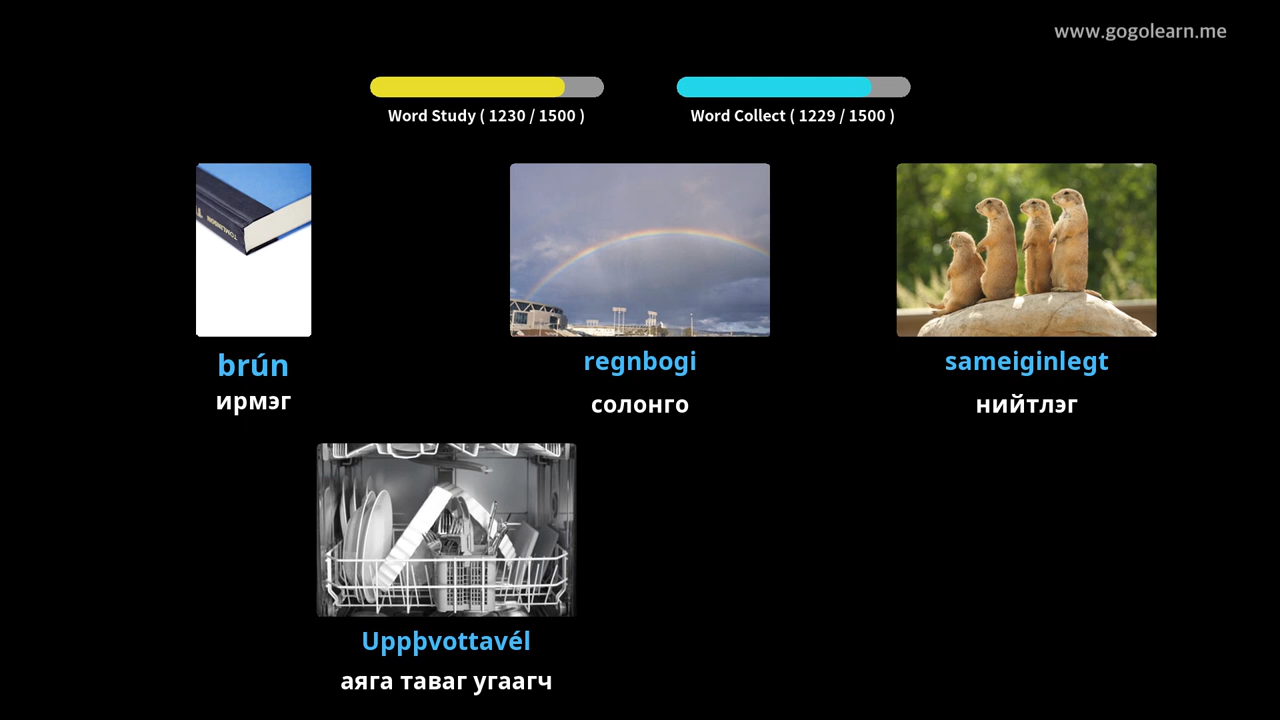 www.gogolearn.me
Word Study ( 1230 / 1500 )
Word Collect ( 1229 / 1500 )
TOMLINSON
brún
ирмэг
regnbogi
солонго
sameiginlegt
нийтлэг
Uppþvottavél
аяга таваг угаагч